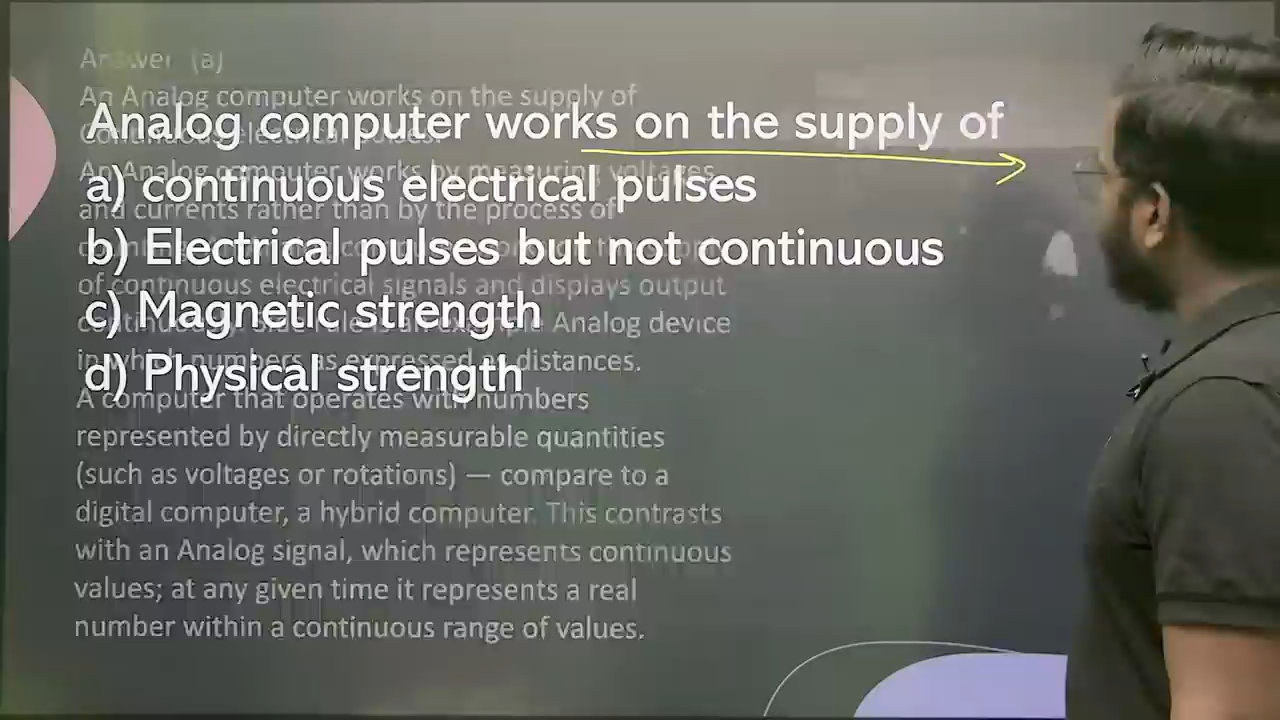 Analog computer works on the supply of
a) continuous electrical pulses
b) Electrical pulses but not continuous
c) Magnetic strength
d) Physical strength
Answer (a)
An Analog computer works on the supply of
Continuous electrical pulses.
An Analog computer works by measuring voltages
and currents rather than by the process of
of continuous electrical signals and displays output
Analog device
in which numbers as expressed as distances.
A computer that operates with numbers
represented by directly measurable quantities
(such as voltages or rotations) — compare to a
digital computer, a hybrid computer. This contrasts
with an Analog signal, which represents continuous
values; at any given time it represents a real
number within a continuous range of values.